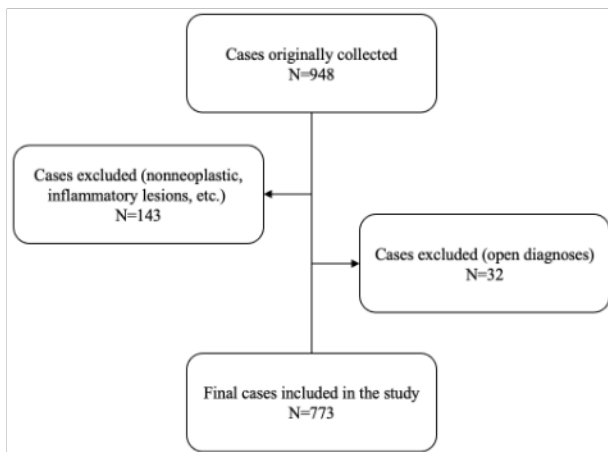 Cases originally collected
N=948
Cases excluded (nonneoplastic,
inflammatory lesions, etc.)
N=143
Cases excluded (open diagnoses)
N=32
Final cases included in the study
N=773